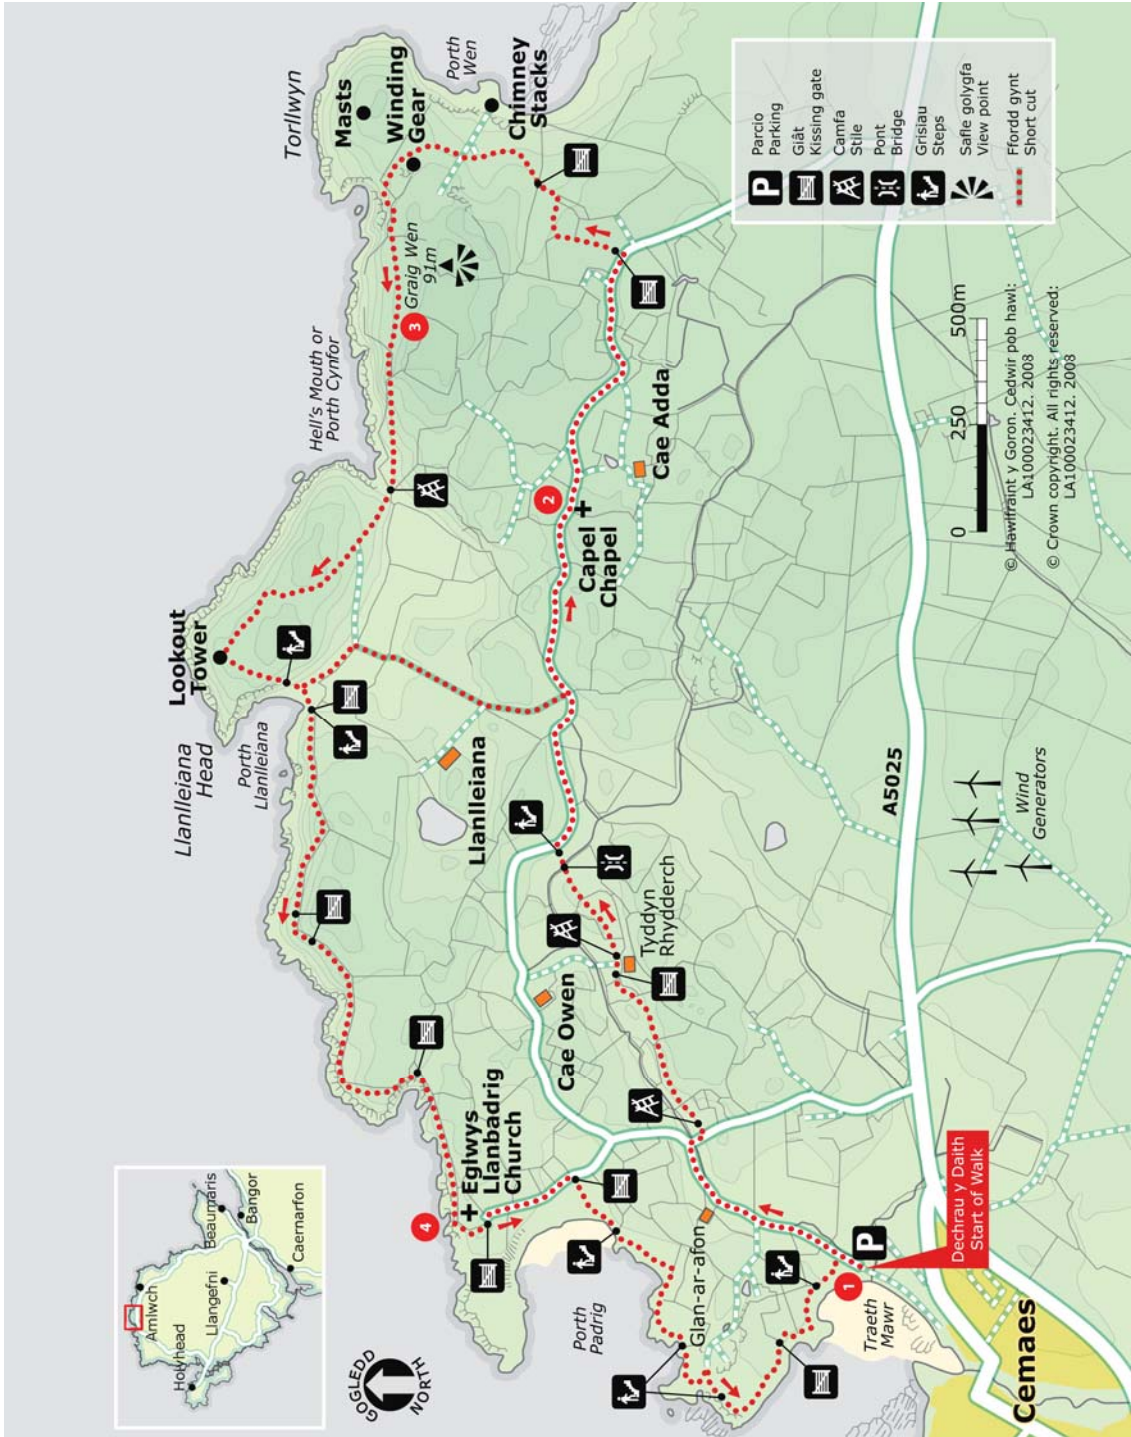 Torllwyn
Masts
Winding
Gear
Porth
Wen
Chimney
Stacks
Graig Wen
91m
3
Hell's Mouth or
Porth Cynfor
Lookout
Tower
Llanlleiana
Head
Porth
Llanlleiana
Llanlleiana
2
Capel
Chapel
Cae Adda
Tyddyn
Rhydderch
Cae Owen
4
Eglwys
Llanbadrig
Church
Porth
Padrig
Glan-ar-afon
1
P
Traeth
Mawr
Dechrau y Daith
Start of Walk
Cemaes
A5025
Wind
Generators
GOGLEDD
NORTH
Holyhead
Amlwch
Llangefni
Beaumaris
Bangor
Caernarfon
P
Parcio
Parking
Giât
Kissing gate
Camfa
Stile
Pont
Bridge
Grisiau
Steps
Safle golygfa
View point
Ffordd gynt
Short cut
0
250
500m
© Hawlfraint y Goron. Cedwir pob hawl:
LA100023412. 2008
© Crown copyright. All rights reserved:
LA100023412. 2008